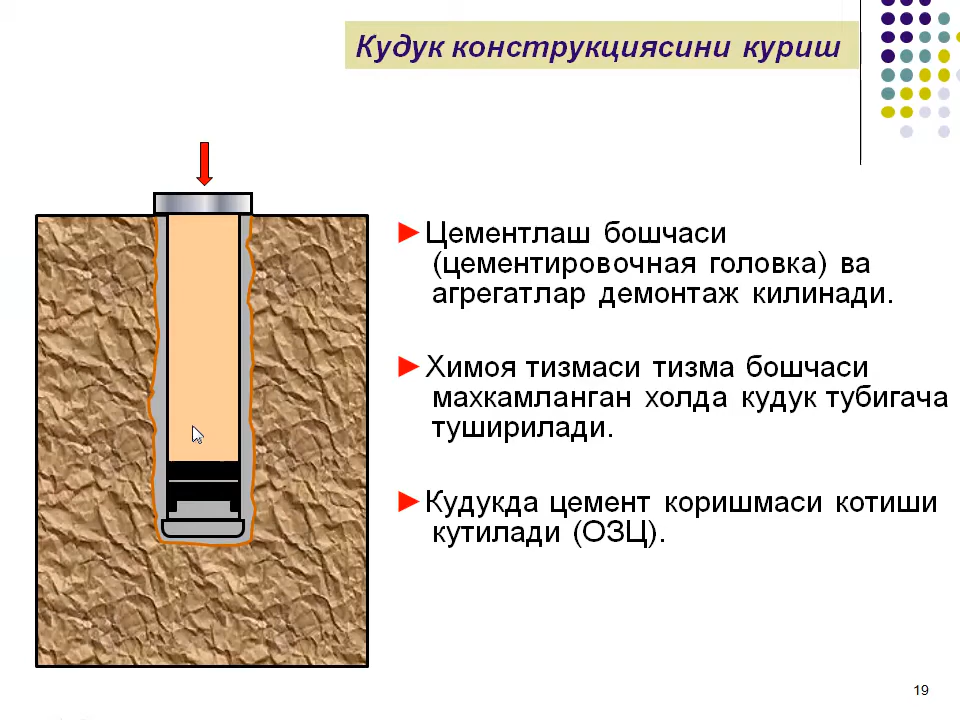 Кудук конструкциясини куриш
►Цементлаш бошчаси
(цементировочная головка) ва
агрегатлар демонтаж килинади.
►Химоя тизмаси тизма бошчаси
махкамланган холда кудук тубигача
туширилади.
►Кудукда цемент коришмаси котиши
кутилади (ОЗЦ).
19